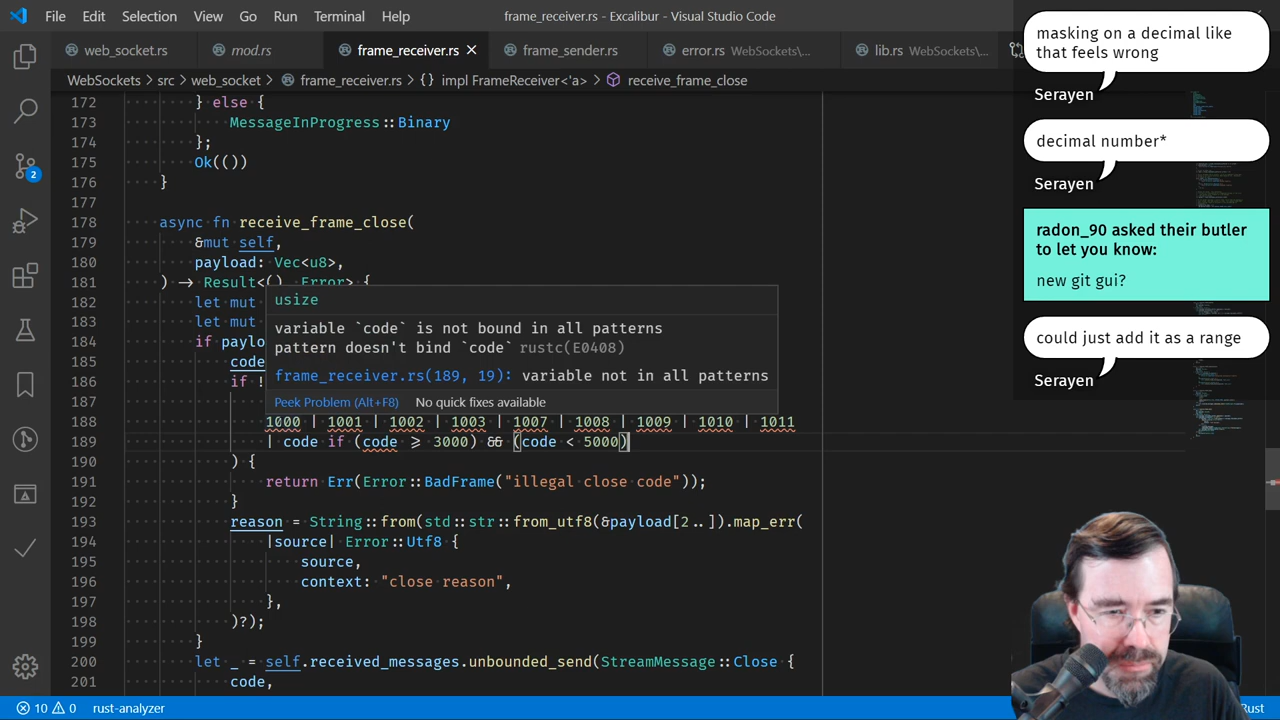 File Edit Selection View Go Run Terminal Help
frame_receiver.rs - Excalibur - Visual Studio Code
web_socket.rs
mod.rs
frame_receiver.rs
frame_sender.rs
error.rs WebSockets\...
lib.rs WebSockets\...
WebSockets > src > web_socket > frame_receiver.rs > {} impl FrameReceiver<'a> > receive_frame_close
172 } else {
173 MessageInProgress::Binary
174 };
175 Ok(())
176 }
177
178 async fn receive_frame_close(
179 &mut self,
180 payload: Vec<u8>,
181 ) → Result<(), Error> {
182 let mut
183 let mut
184 if paylo
185 code
186 if !
187
188 1000 | 1001 | 1002 | 1003 | 1007 | 1008 | 1009 | 1010 | 1011
189 | code if (code ≥ 3000) && (code < 5000)
190 ) {
191 return Err(Error::BadFrame("illegal close code"));
192 }
193 reason = String::from(std::str::from_utf8(&payload[2..]).map_err(
194 |source| Error::Utf8 {
195 source,
196 context: "close reason",
197 },
198 )?);
199 }
200 let _ = self.received_messages.unbounded_send(StreamMessage::Close {
201 code,
usize
variable `code` is not bound in all patterns
pattern doesn't bind `code` rustc(E0408)
frame_receiver.rs(189, 19): variable not in all patterns
Peek Problem (Alt+F8) No quick fixes available
masking on a decimal like
that feels wrong
Serayen
decimal number*
Serayen
radon_90 asked their butler
to let you know:
new git gui?
could just add it as a range
Serayen
2
10 0 rust-analyzer
Rust